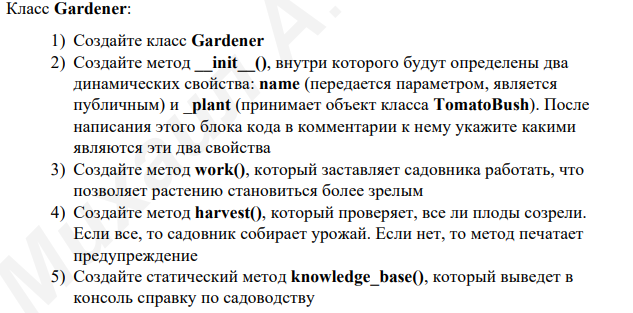 Класс Gardener:
1) Создайте класс Gardener
2) Создайте метод __init__(), внутри которого будут определены два
динамических свойства: name (передается параметром, является
публичным) и _plant (принимает объект класса TomatoBush). После
написания этого блока кода в комментарии к нему укажите какими
являются эти два свойства
3) Создайте метод work(), который заставляет садовника работать, что
позволяет растению становиться более зрелым
4) Создайте метод harvest(), который проверяет, все ли плоды созрели.
Если все, то садовник собирает урожай. Если нет, то метод печатает
предупреждение
5) Создайте статический метод knowledge_base(), который выведет в
консоль справку по садоводству